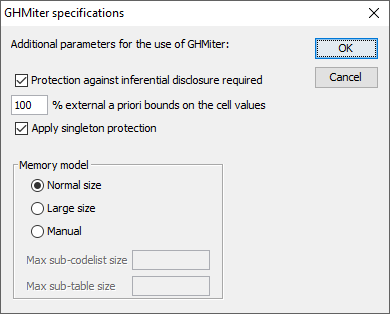 GHMiter specifications
Additional parameters for the use of GHMiter:
OK
Protection against inferential disclosure required
Cancel
100 % external a priori bounds on the cell values
Apply singleton protection
Memory model
Normal size
Large size
Manual
Max sub-codelist size
Max sub-table size